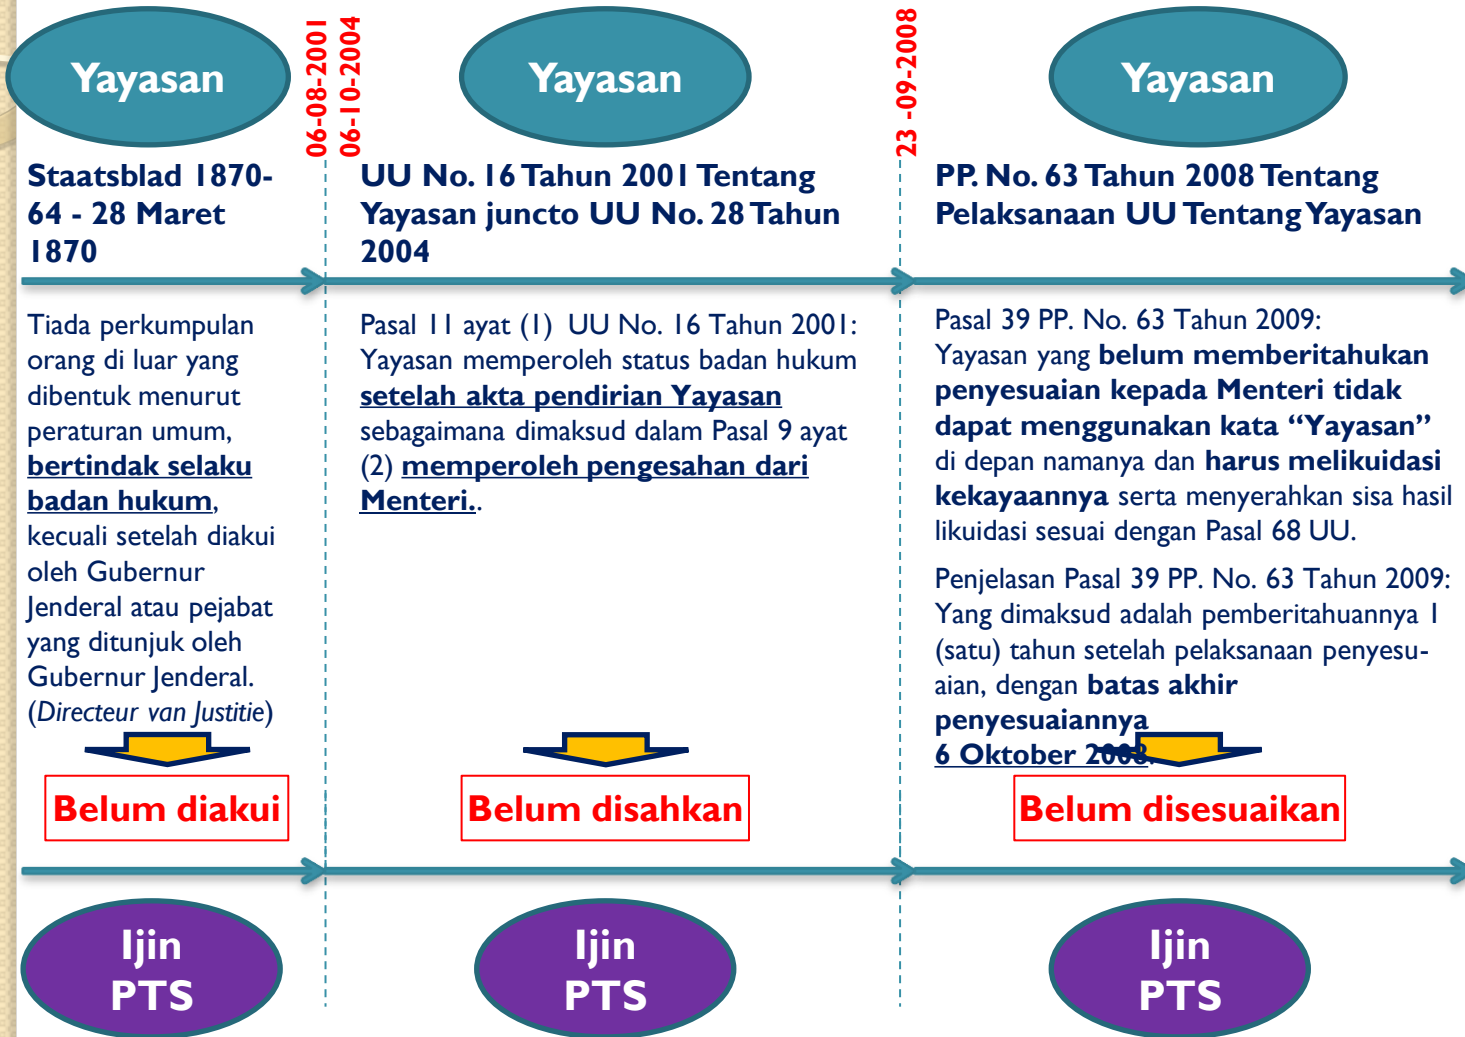 Yayasan
06-08-2001
06-10-2004
Yayasan
23 -09-2008
Yayasan
Staatsblad 1870-
64 - 28 Maret
1870
UU No. 16 Tahun 2001 Tentang
Yayasan juncto UU No. 28 Tahun
2004
PP. No. 63 Tahun 2008 Tentang
Pelaksanaan UU Tentang Yayasan
Tiada perkumpulan
orang di luar yang
dibentuk menurut
peraturan umum,
bertindak selaku
badan hukum,
kecuali setelah diakui
oleh Gubernur
Jenderal atau pejabat
yang ditunjuk oleh
Gubernur Jenderal.
(Directeur van Justitie)
Pasal 11 ayat (1) UU No. 16 Tahun 2001:
Yayasan memperoleh status badan hukum
setelah akta pendirian Yayasan
sebagaimana dimaksud dalam Pasal 9 ayat
(2) memperoleh pengesahan dari
Menteri..
Pasal 39 PP. No. 63 Tahun 2009:
Yayasan yang belum memberitahukan
penyesuaian kepada Menteri tidak
dapat menggunakan kata “Yayasan”
di depan namanya dan harus melikuidasi
kekayaannya serta menyerahkan sisa hasil
likuidasi sesuai dengan Pasal 68 UU.
Penjelasan Pasal 39 PP. No. 63 Tahun 2009:
Yang dimaksud adalah pemberitahuannya 1
(satu) tahun setelah pelaksanaan penyesu-
aian, dengan batas akhir
penyesuaiannya
6 Oktober 2008.
Belum diakui
Belum disahkan
Belum disesuaikan
Ijin
PTS
Ijin
PTS
Ijin
PTS